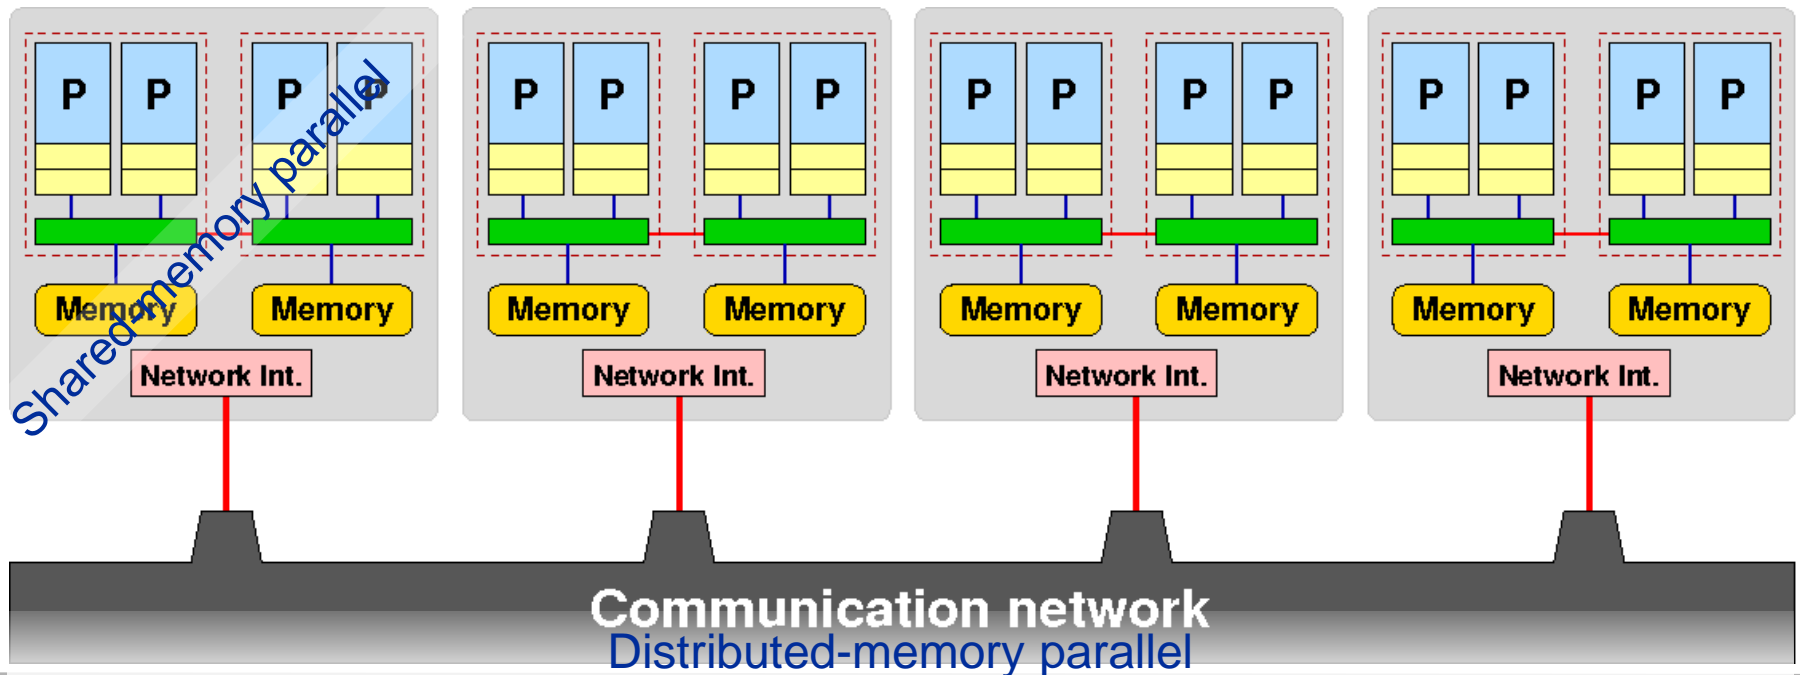 P P P P P P P P P P P P P P P P
Shared-memory parallel
Memory Memory Memory Memory Memory Memory Memory Memory
Network Int. Network Int. Network Int. Network Int.
Communication network
Distributed-memory parallel